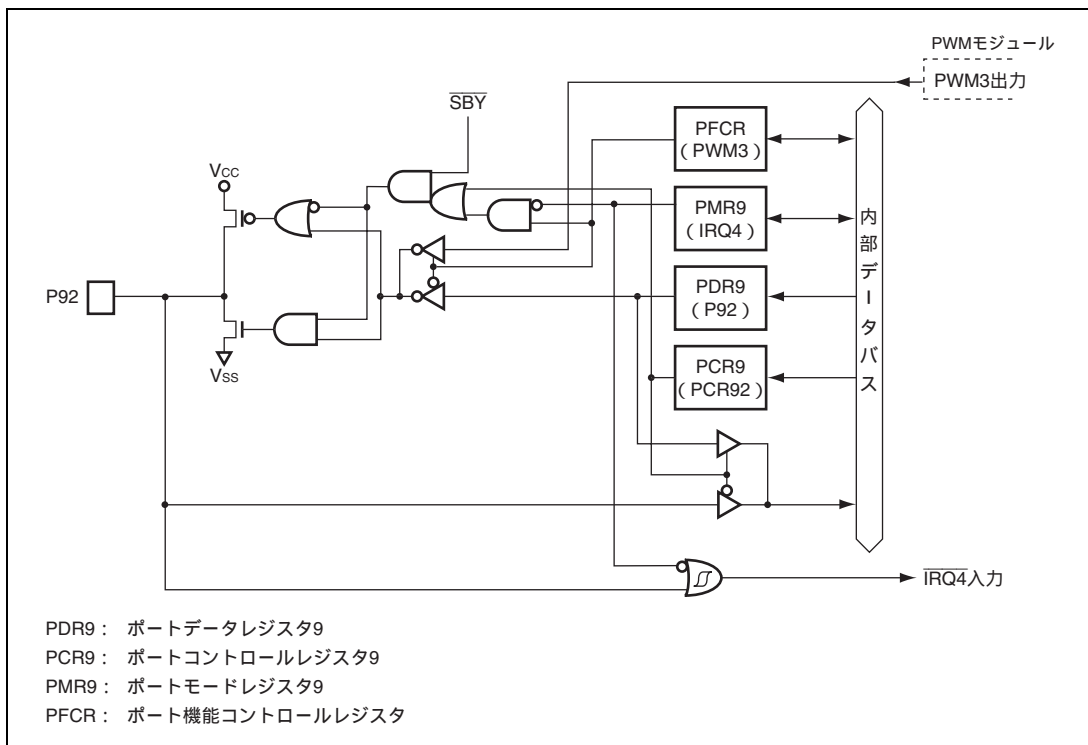 PWMモジュール
PWM3出力
SBY
PFCR
(PWM3)
VCC
PMR9
(IRQ4)
内部データバス
P92
PDR9
(P92)
VSS
PCR9
(PCR92)
IRQ4入力
PDR9： ポートデータレジスタ9
PCR9： ポートコントロールレジスタ9
PMR9： ポートモードレジスタ9
PFCR： ポート機能コントロールレジスタ